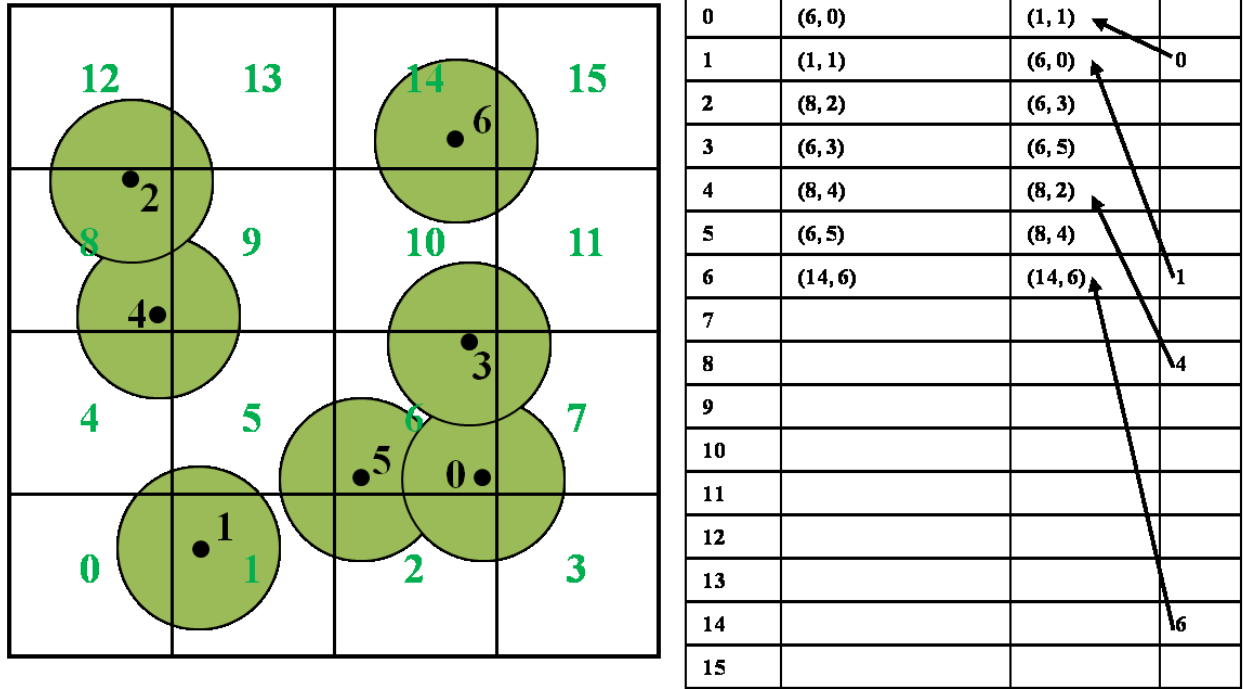 12 13 14 15
6
2
8 9 10 11
4
3
4 5 6 7
5 0
1
0 1 2 3
0 (6, 0) (1, 1)
1 (1, 1) (6, 0) 0
2 (8, 2) (6, 3)
3 (6, 3) (6, 5)
4 (8, 4) (8, 2)
5 (6, 5) (8, 4)
6 (14, 6) (14, 6) 1
7
8 4
9
10
11
12
13
14 6
15